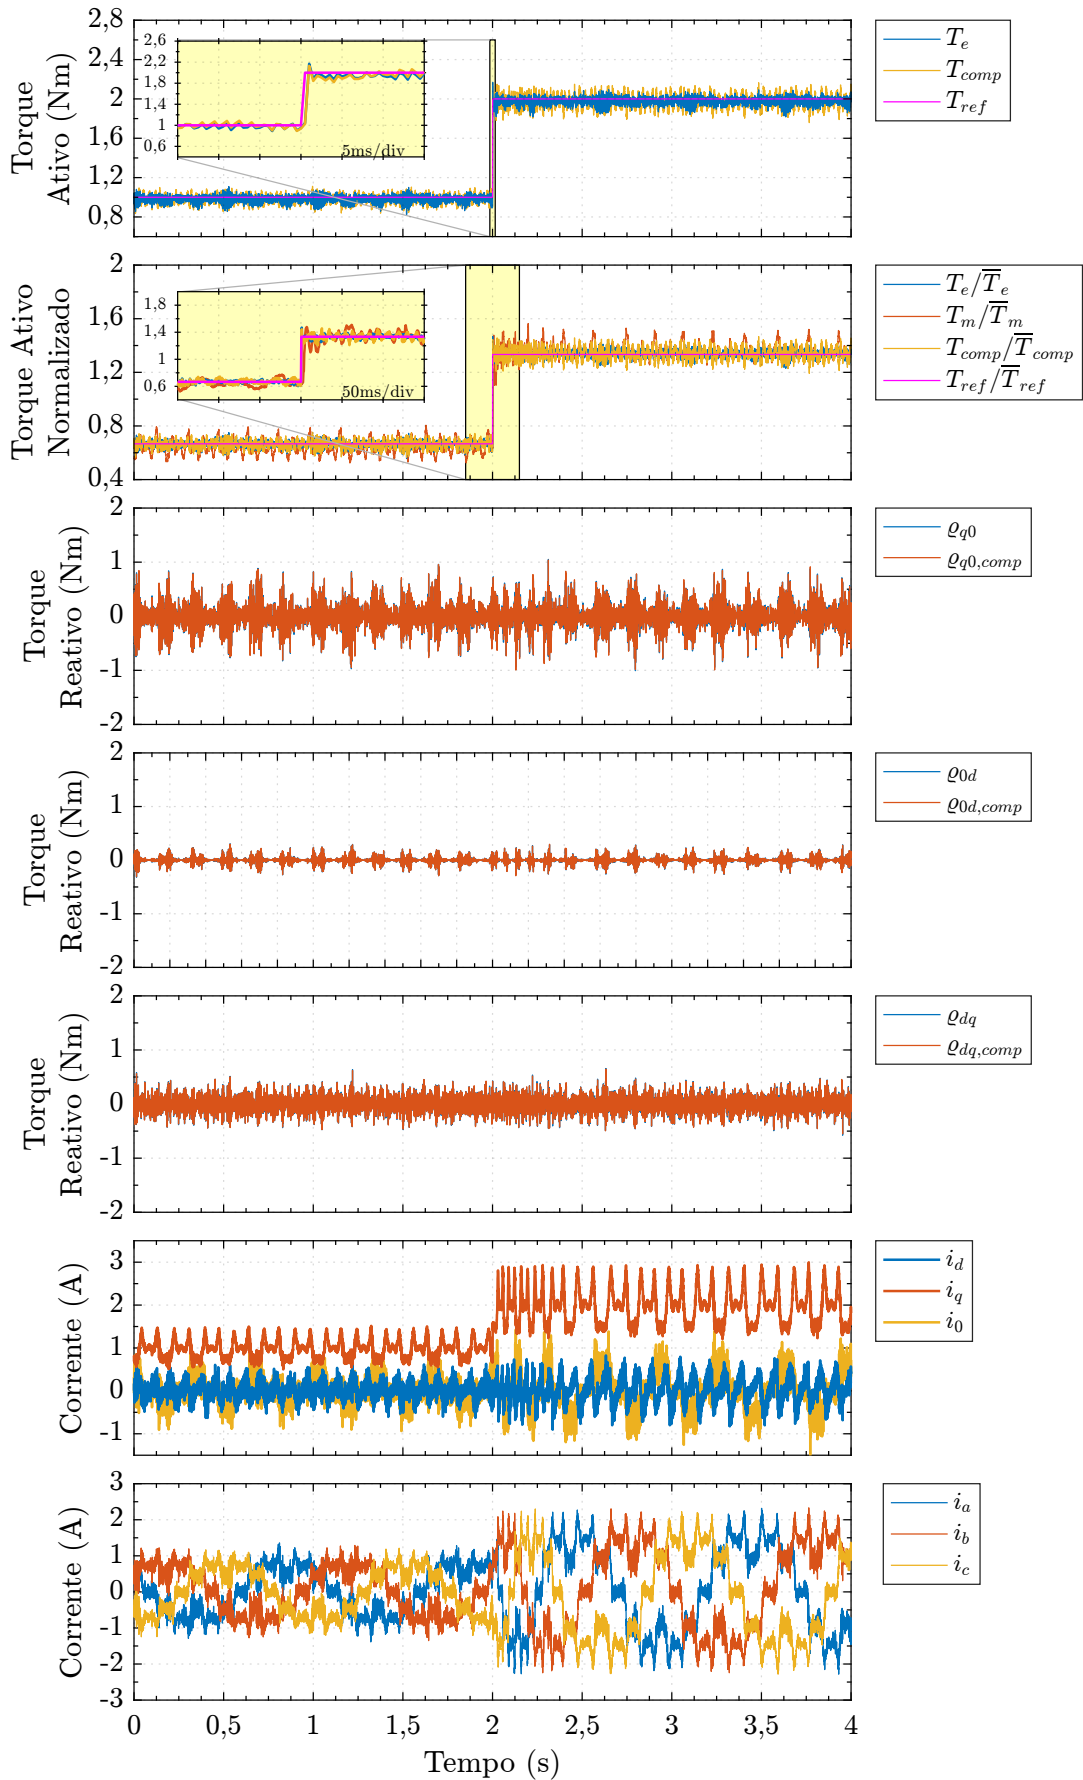 2,8
2,4
2
1,6
1,2
0,8
Torque
Ativo (Nm)
2,6
2,2
1,8
1,4
1
0,6
5ms/div
T_e
T_comp
T_ref
2
1,6
1,2
0,8
0,4
Torque Ativo
Normalizado
1,8
1,4
1
0,6
50ms/div
T_e/T̅_e
T_m/T̅_m
T_comp/T̅_comp
T_ref/T̅_ref
2
1
0
-1
-2
Torque
Reativo (Nm)
ϱ_q0
ϱ_q0,comp
2
1
0
-1
-2
Torque
Reativo (Nm)
ϱ_0d
ϱ_0d,comp
2
1
0
-1
-2
Torque
Reativo (Nm)
ϱ_dq
ϱ_dq,comp
3
2
1
0
-1
Corrente (A)
i_d
i_q
i_0
3
2
1
0
-1
-2
-3
Corrente (A)
i_a
i_b
i_c
0 0,5 1 1,5 2 2,5 3 3,5 4
Tempo (s)